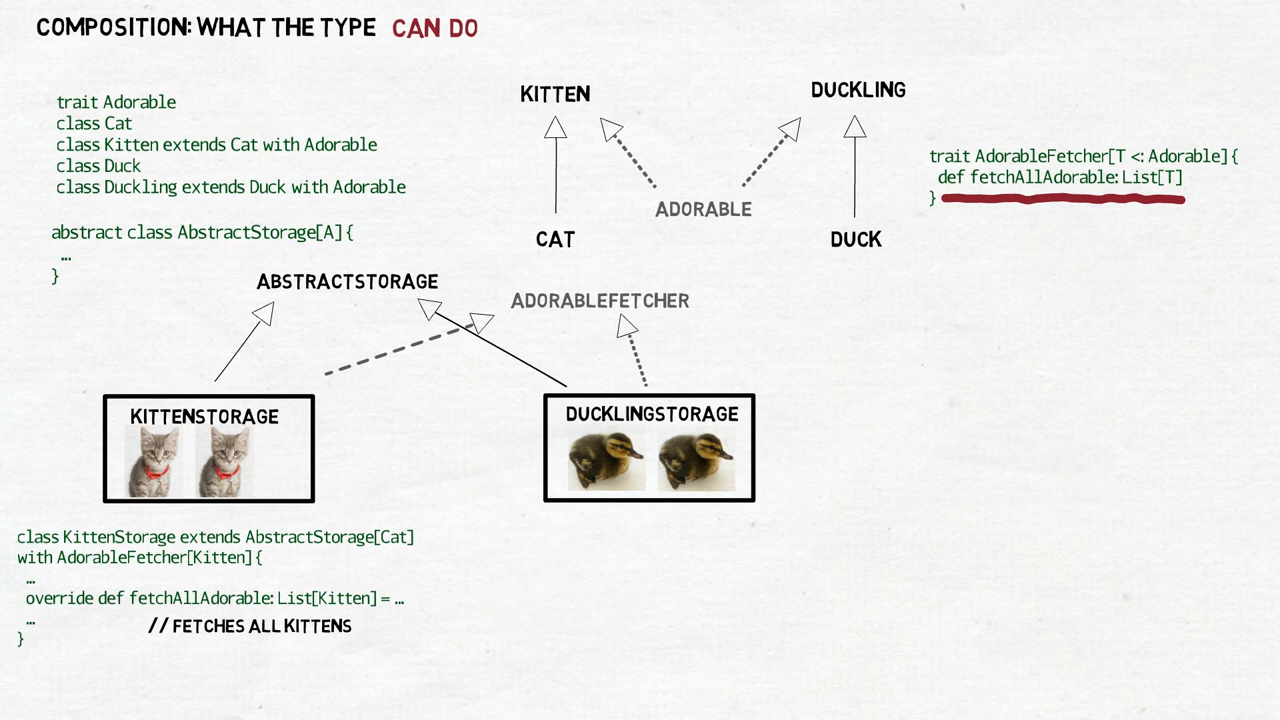 COMPOSITION: WHAT THE TYPE CAN DO
trait Adorable
class Cat
class Kitten extends Cat with Adorable
class Duck
class Duckling extends Duck with Adorable
abstract class AbstractStorage[A]{
...
}
KITTEN
DUCKLING
ADORABLE
CAT
DUCK
trait AdorableFetcher[T <: Adorable]{
def fetchAllAdorable: List[T]
}
ABSTRACTSTORAGE
ADORABLEFETCHER
KITTENSTORAGE
DUCKLINGSTORAGE
class KittenStorage extends AbstractStorage[Cat]
with AdorableFetcher[Kitten]{
...
override def fetchAllAdorable: List[Kitten] = ...
...
// FETCHES ALL KITTENS
}